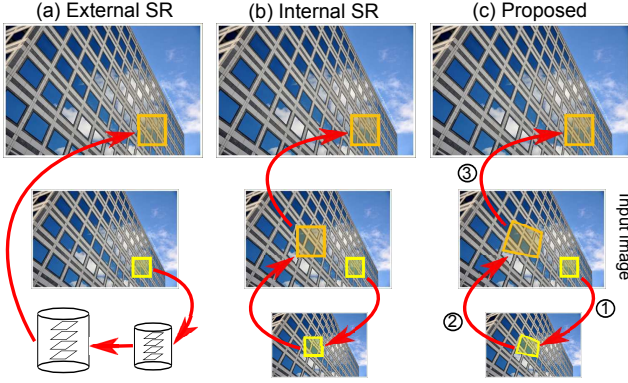 (a) External SR
(b) Internal SR
(c) Proposed
③
Input Image
①
②